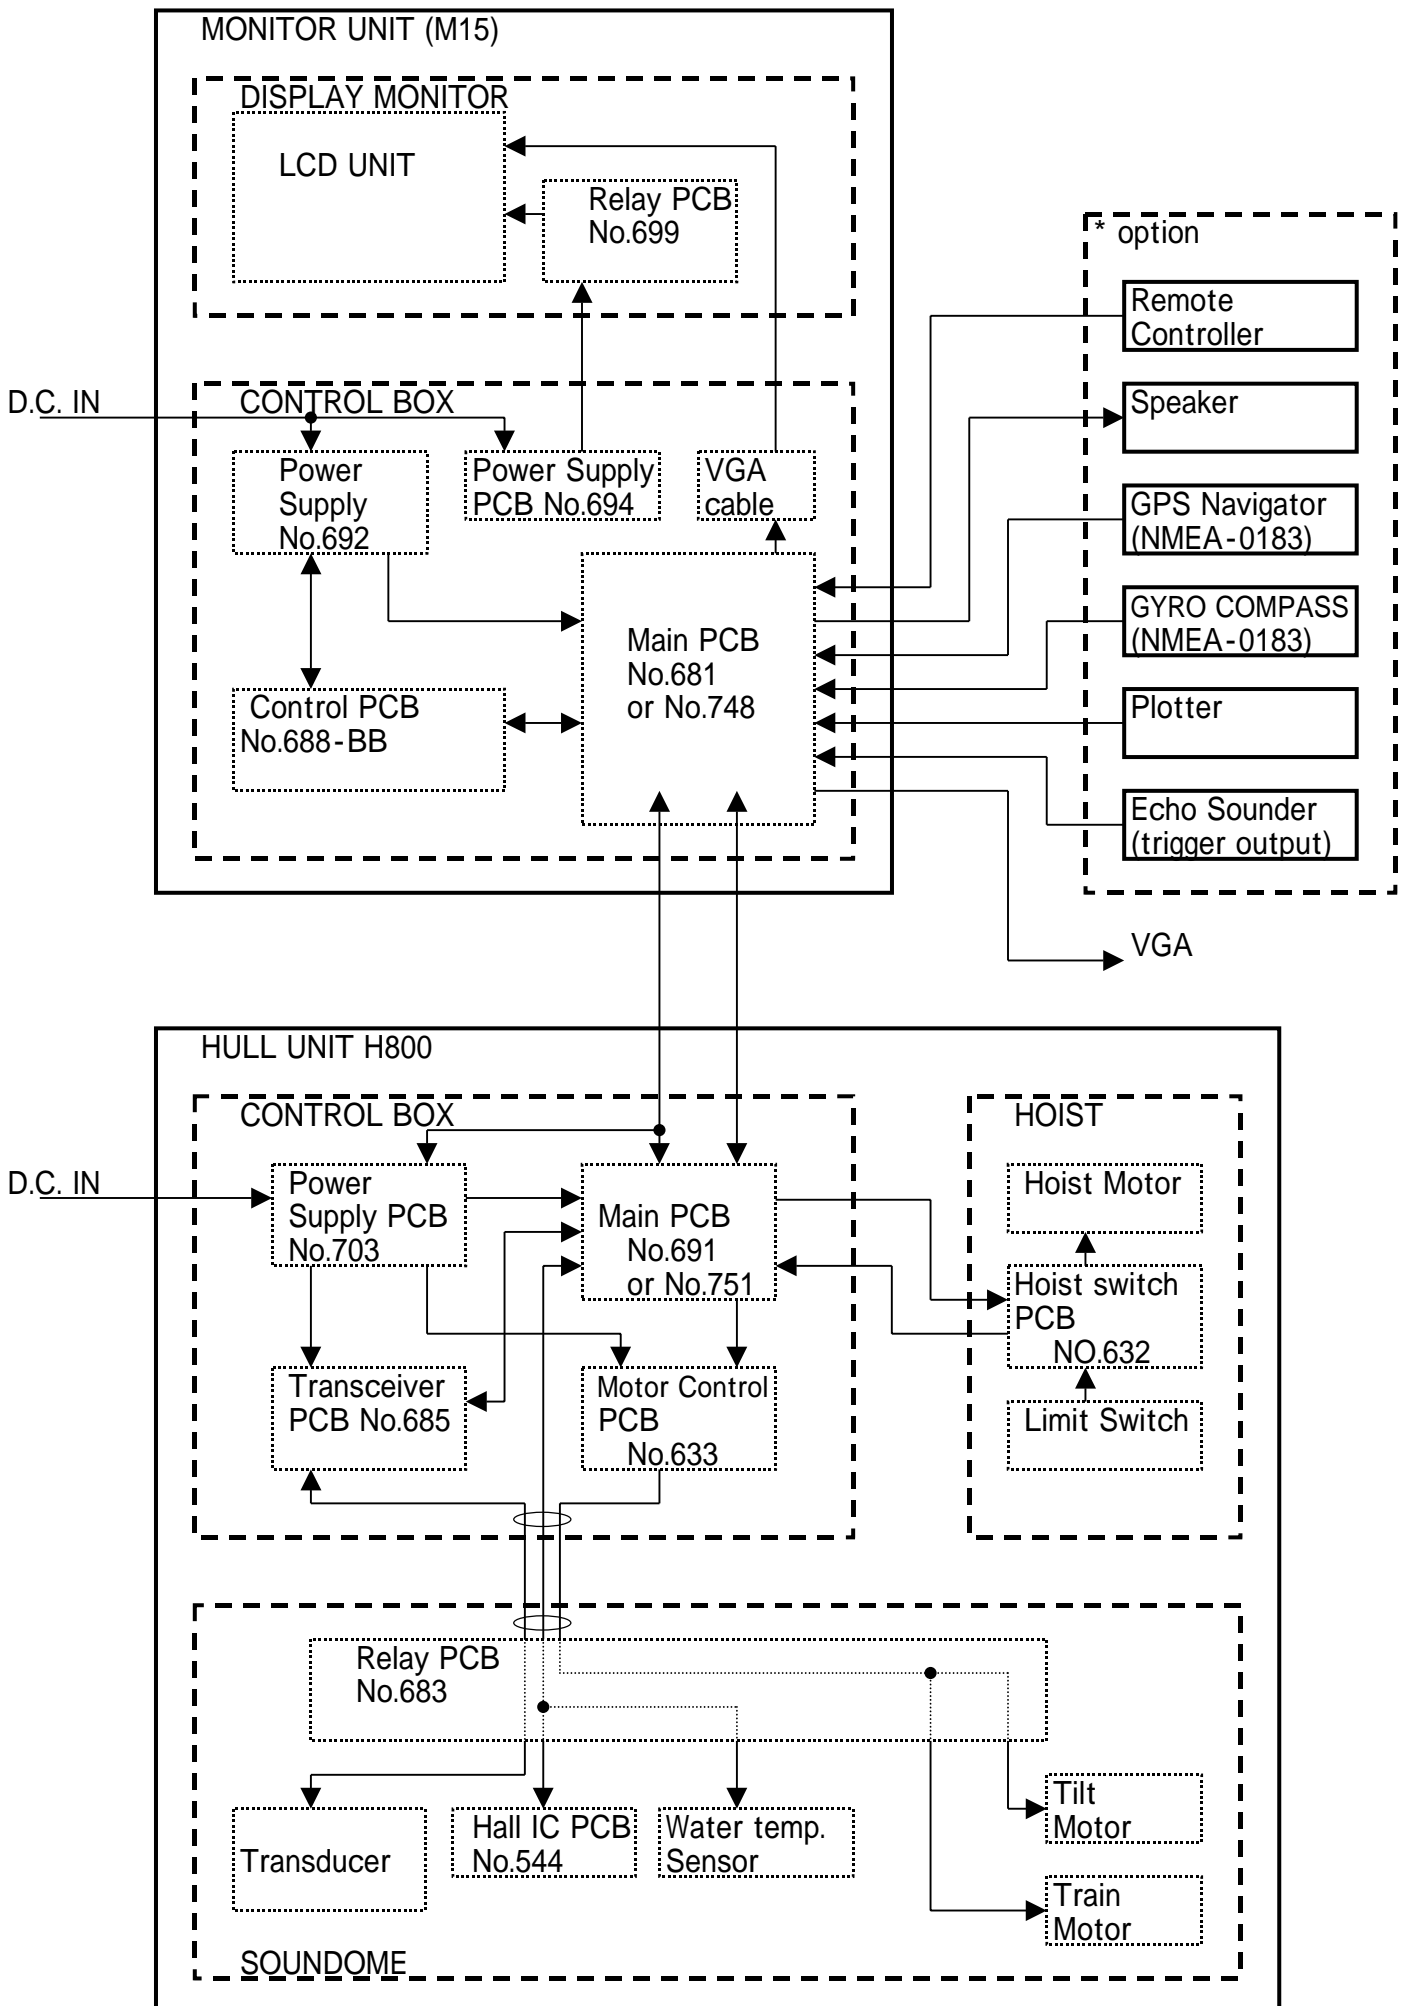 MONITOR UNIT (M15)
DISPLAY MONITOR
LCD UNIT
Relay PCB
No.699
* option
Remote
Controller
Speaker
GPS Navigator
(NMEA-0183)
GYRO COMPASS
(NMEA-0183)
Plotter
Echo Sounder
(trigger output)
VGA
D.C. IN
CONTROL BOX
Power
Supply
No.692
Power Supply
PCB No.694
VGA
cable
Main PCB
No.681
or No.748
Control PCB
No.688-BB
HULL UNIT H800
CONTROL BOX
D.C. IN
Power
Supply PCB
No.703
Main PCB
No.691
or No.751
Transceiver
PCB No.685
Motor Control
PCB
No.633
HOIST
Hoist Motor
Hoist switch
PCB
NO.632
Limit Switch
Relay PCB
No.683
Transducer
Hall IC PCB
No.544
Water temp.
Sensor
Tilt
Motor
Train
Motor
SOUNDOME